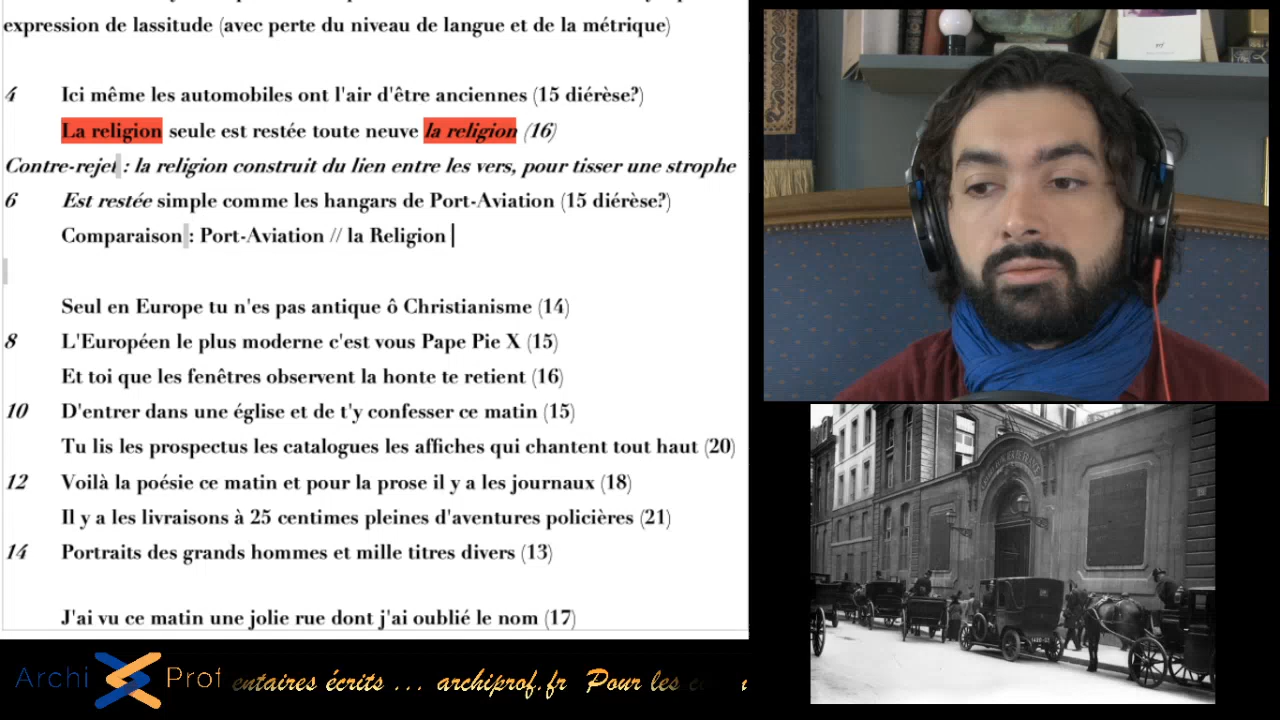 expression de lassitude (avec perte du niveau de langue et de la métrique)
4 Ici même les automobiles ont l'air d'être anciennes (15 diérèse?)
La religion seule est restée toute neuve la religion (16)
Contre-rejet : la religion construit du lien entre les vers, pour tisser une strophe
6 Est restée simple comme les hangars de Port-Aviation (15 diérèse?)
Comparaison : Port-Aviation // la Religion
Seul en Europe tu n'es pas antique ô Christianisme (14)
8 L'Européen le plus moderne c'est vous Pape Pie X (15)
Et toi que les fenêtres observent la honte te retient (16)
10 D'entrer dans une église et de t'y confesser ce matin (15)
Tu lis les prospectus les catalogues les affiches qui chantent tout haut (20)
12 Voilà la poésie ce matin et pour la prose il y a les journaux (18)
Il y a les livraisons à 25 centimes pleines d'aventures policières (21)
14 Portraits des grands hommes et mille titres divers (13)
J'ai vu ce matin une jolie rue dont j'ai oublié le nom (17)
Archi Prof
entaires écrits ... archiprof.fr Pour les